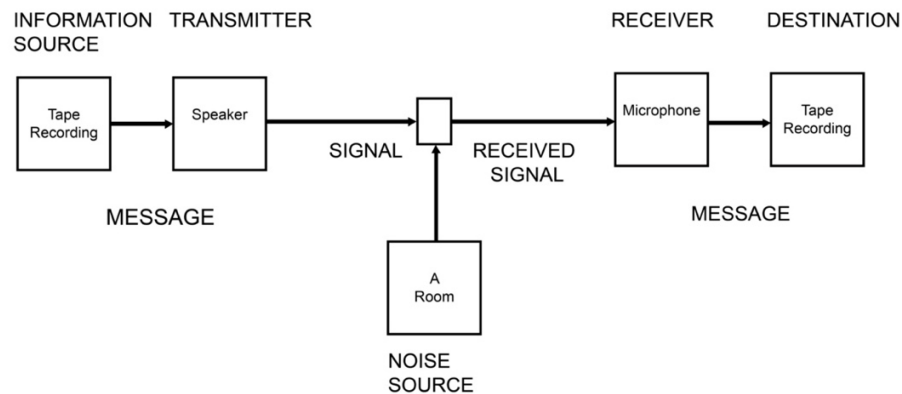 INFORMATION
SOURCE
TRANSMITTER
RECEIVER
DESTINATION
Tape
Recording
Speaker
Microphone
Tape
Recording
SIGNAL
RECEIVED
SIGNAL
MESSAGE
MESSAGE
A
Room
NOISE
SOURCE